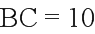 BC = 10